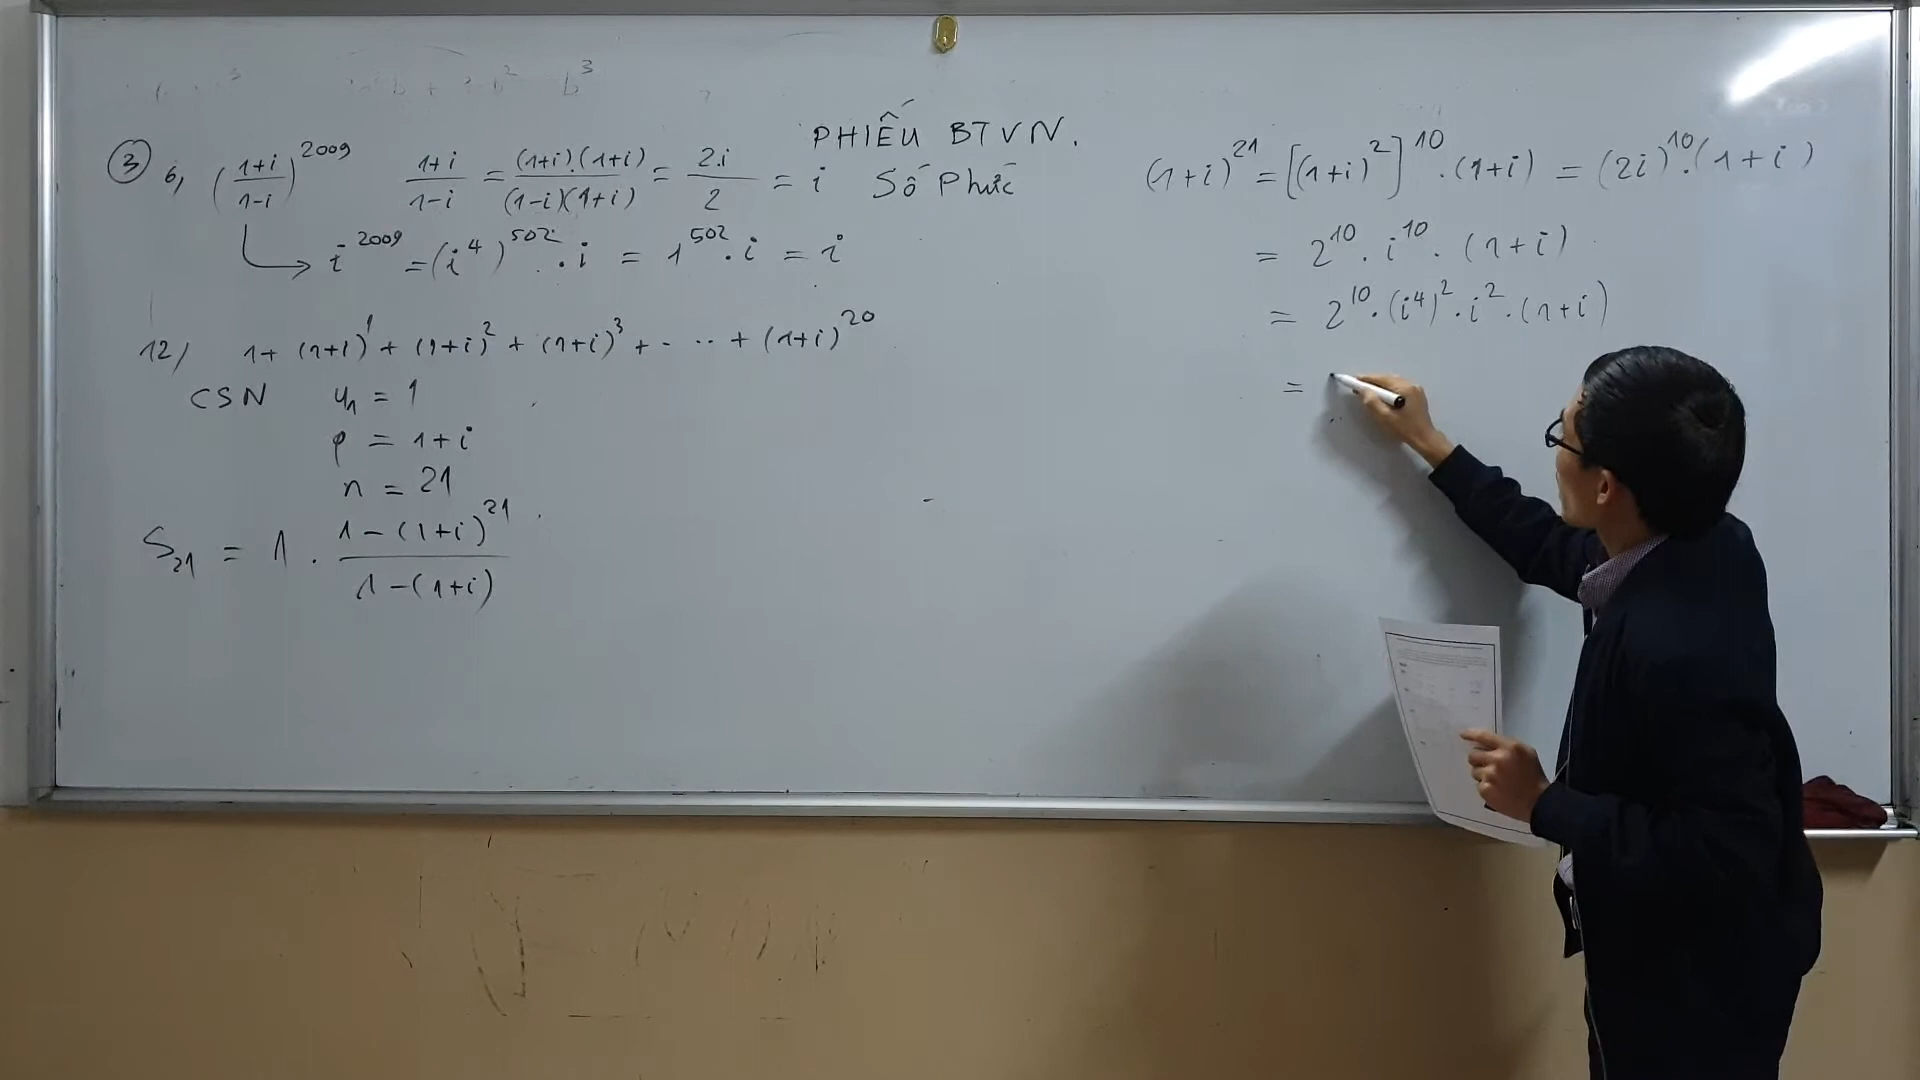 PHIẾU BTVN.
Số Phức
③ 6, ((1+i)/(1-i))^2009 (1+i)/(1-i) = ((1+i).(1+i))/((1-i)(1+i)) = 2.i/2 = i
i^2009 = (i^4)^502 . i = 1^502 . i = i
12/ 1 + (1+i)^1 + (1+i)^2 + (1+i)^3 + - .. + (1+i)^20
CSN u₁ = 1
q = 1+i
n = 21
S₂₁ = 1 . (1-(1+i)^21)/(1-(1+i))
(1+i)^21 = [(1+i)^2]^10 . (1+i) = (2i)^10 . (1+i)
= 2^10 . i^10 . (1+i)
= 2^10 . (i^4)^2 . i^2 . (1+i)
=